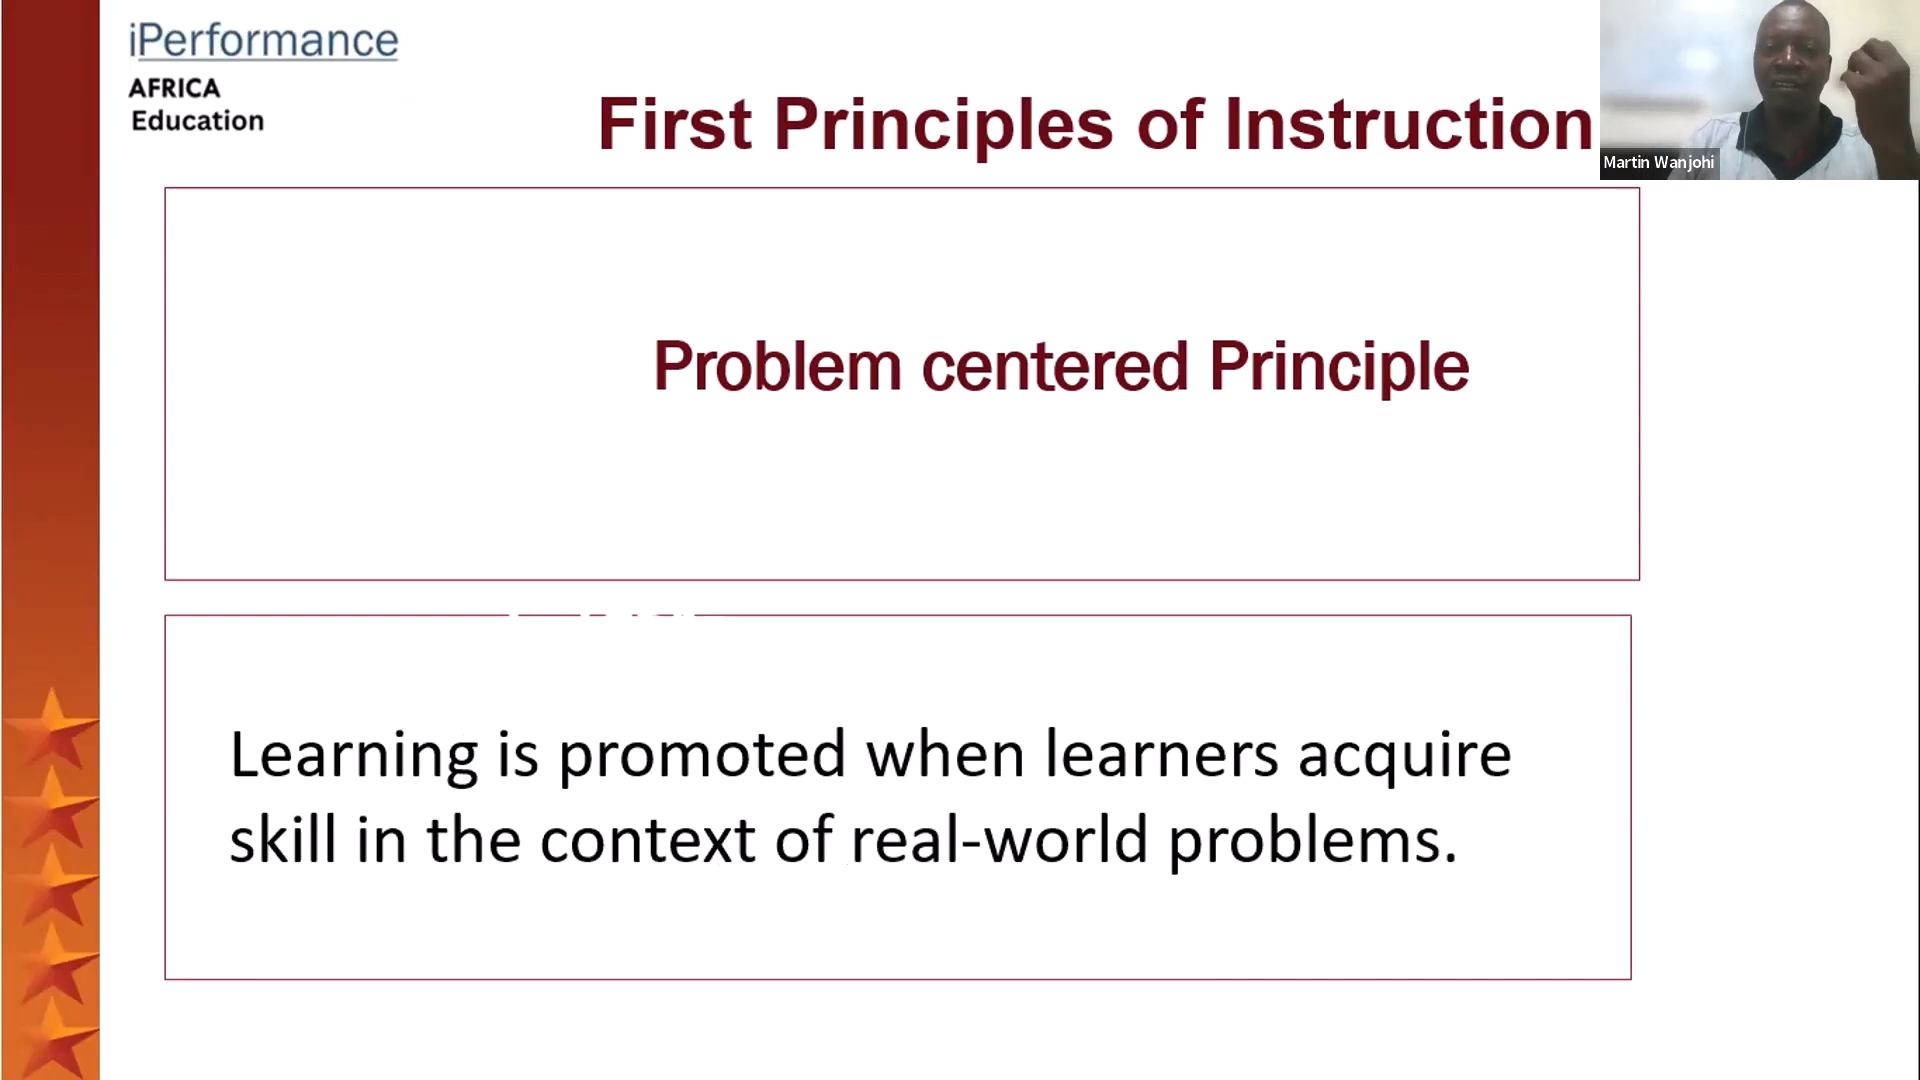 iPerformance
AFRICA
Education
First Principles of Instruction
Martin Wanjohi
Problem centered Principle
Learning is promoted when learners acquire
skill in the context of real-world problems.